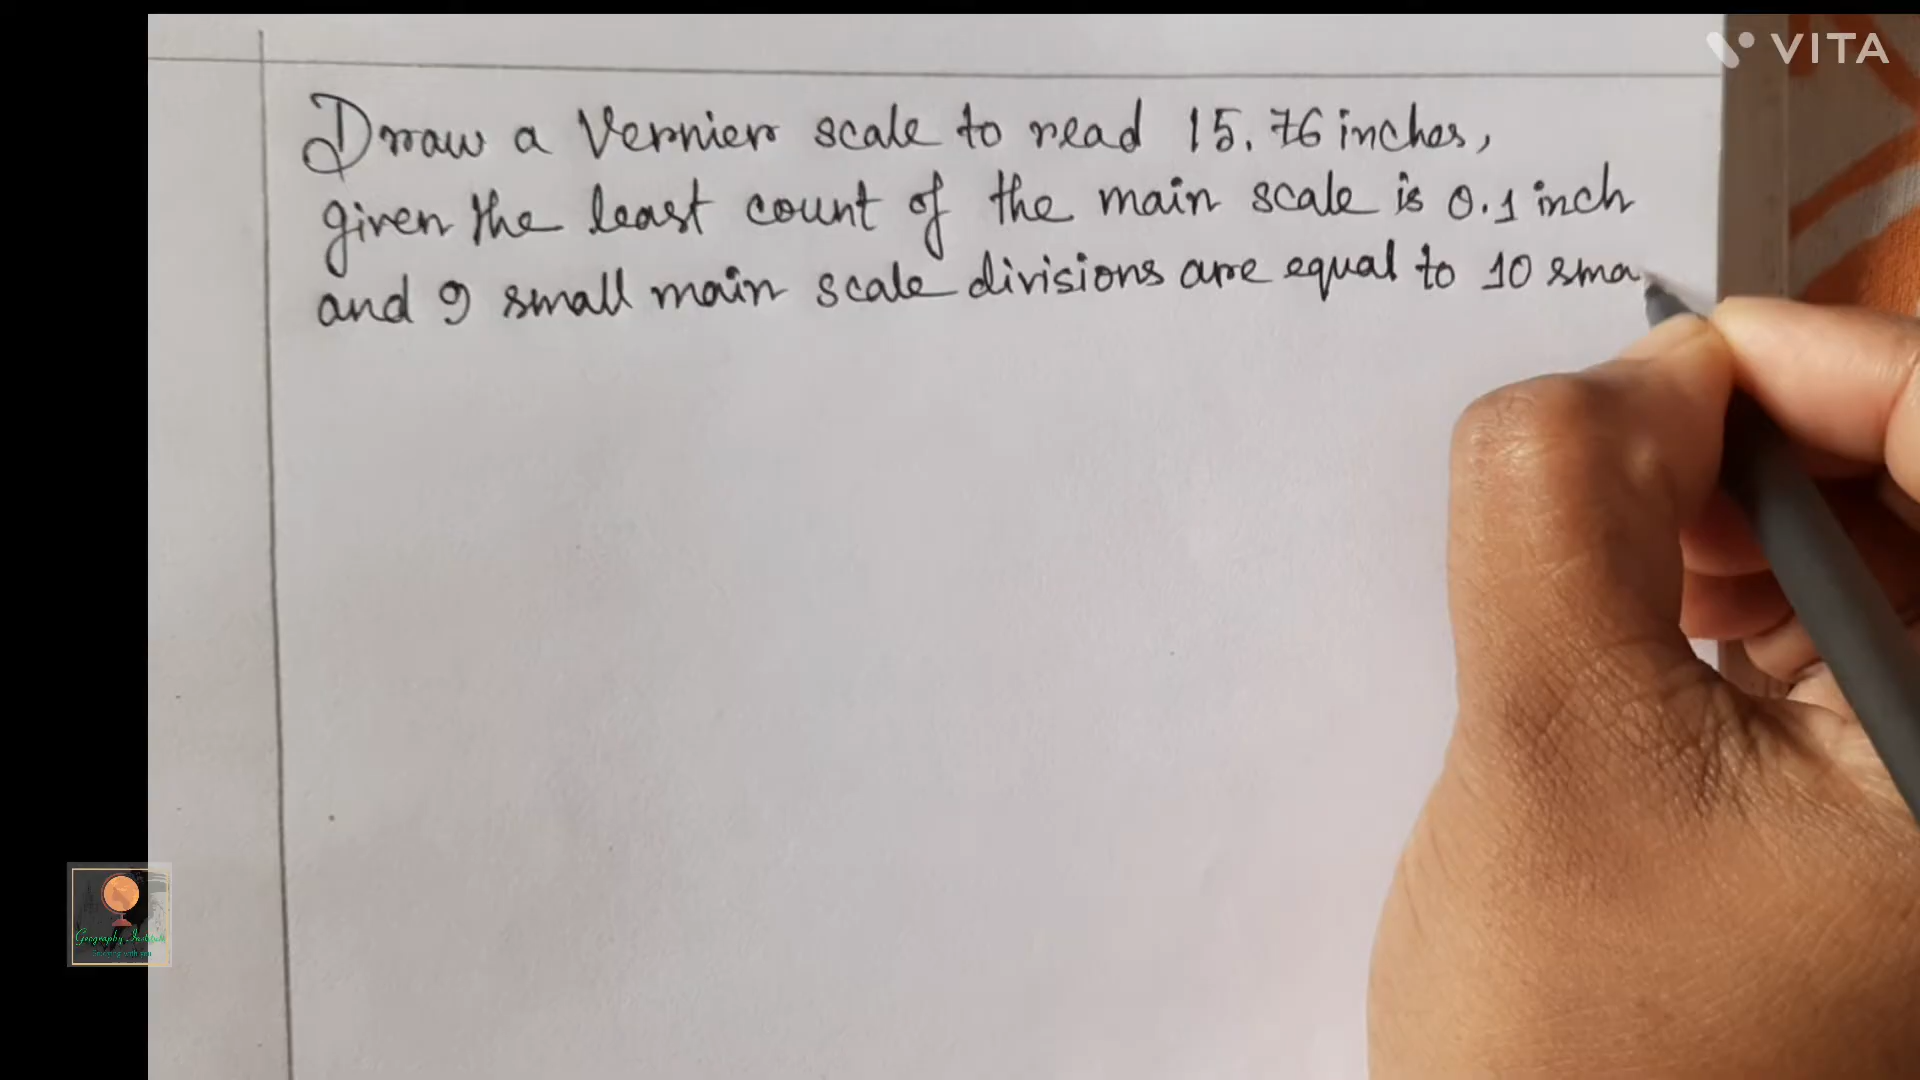 VITA
Draw a Vernier scale to read 15.76 inches,
given the least count of the main scale is 0.1 inch
and 9 small main scale divisions are equal to 10 sma
Geography